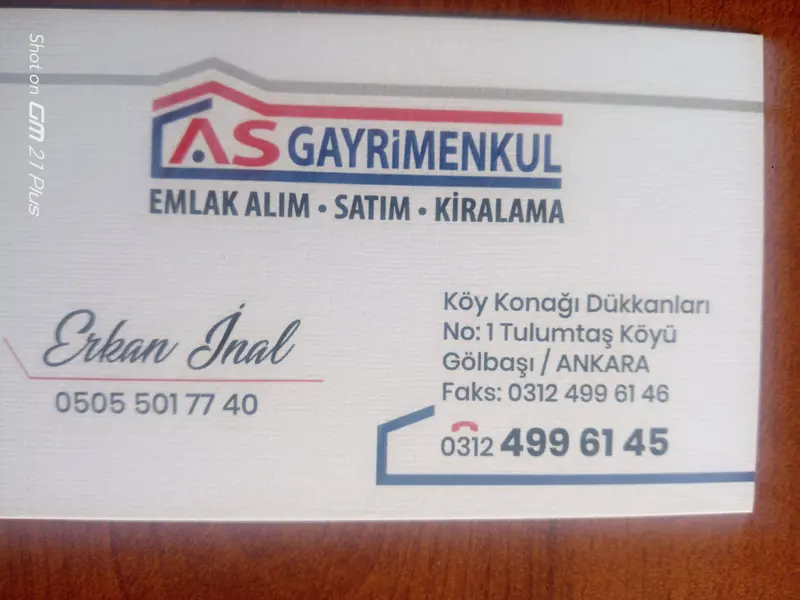 AS GAYRİMENKUL
EMLAK ALIM • SATIM • KİRALAMA
Erkan İnal
0505 501 77 40
Köy Konağı Dükkanları
No: 1 Tulumtaş Köyü
Gölbaşı / ANKARA
Faks: 0312 499 61 46
0312 499 61 45
Shot on GM 21 Plus